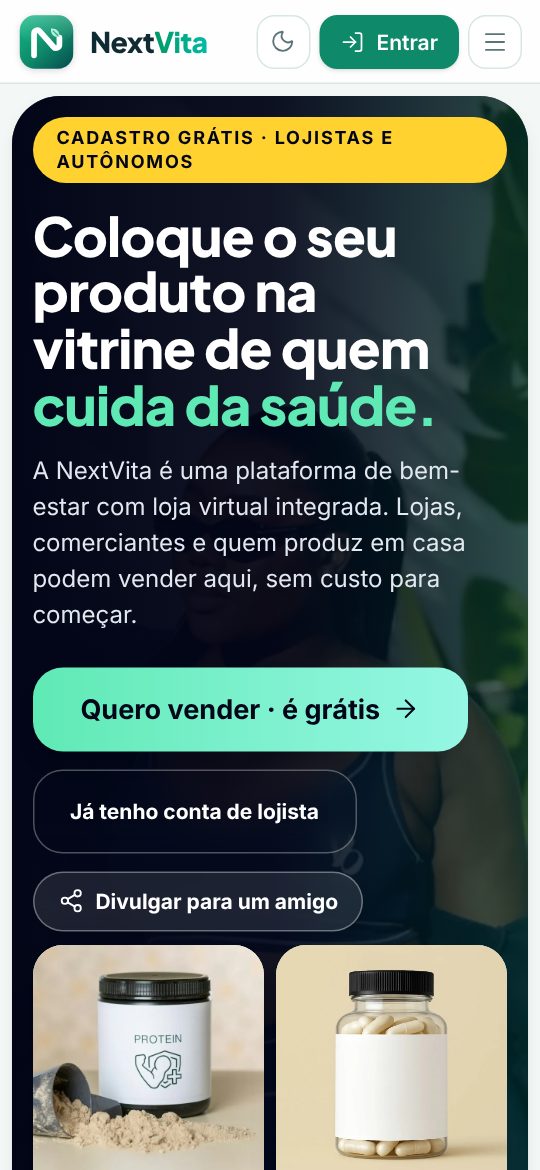 NextVita
Entrar
CADASTRO GRÁTIS · LOJISTAS E
AUTÔNOMOS
Coloque o seu
produto na
vitrine de quem
cuida da saúde.
A NextVita é uma plataforma de bem-
estar com loja virtual integrada. Lojas,
comerciantes e quem produz em casa
podem vender aqui, sem custo para
começar.
Quero vender · é grátis
Já tenho conta de lojista
Divulgar para um amigo
PROTEIN